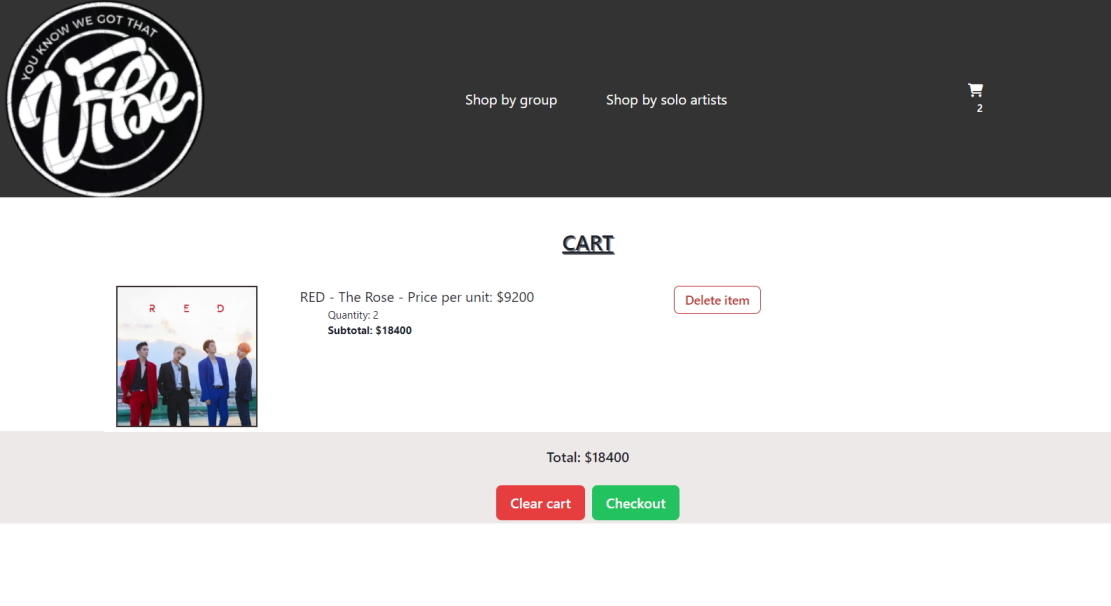 YOU KNOW WE GOT THAT
Vibe
Shop by group
Shop by solo artists
2
CART
RED
RED - The Rose - Price per unit: $9200
Delete item
Quantity: 2
Subtotal: $18400
Total: $18400
Clear cart
Checkout